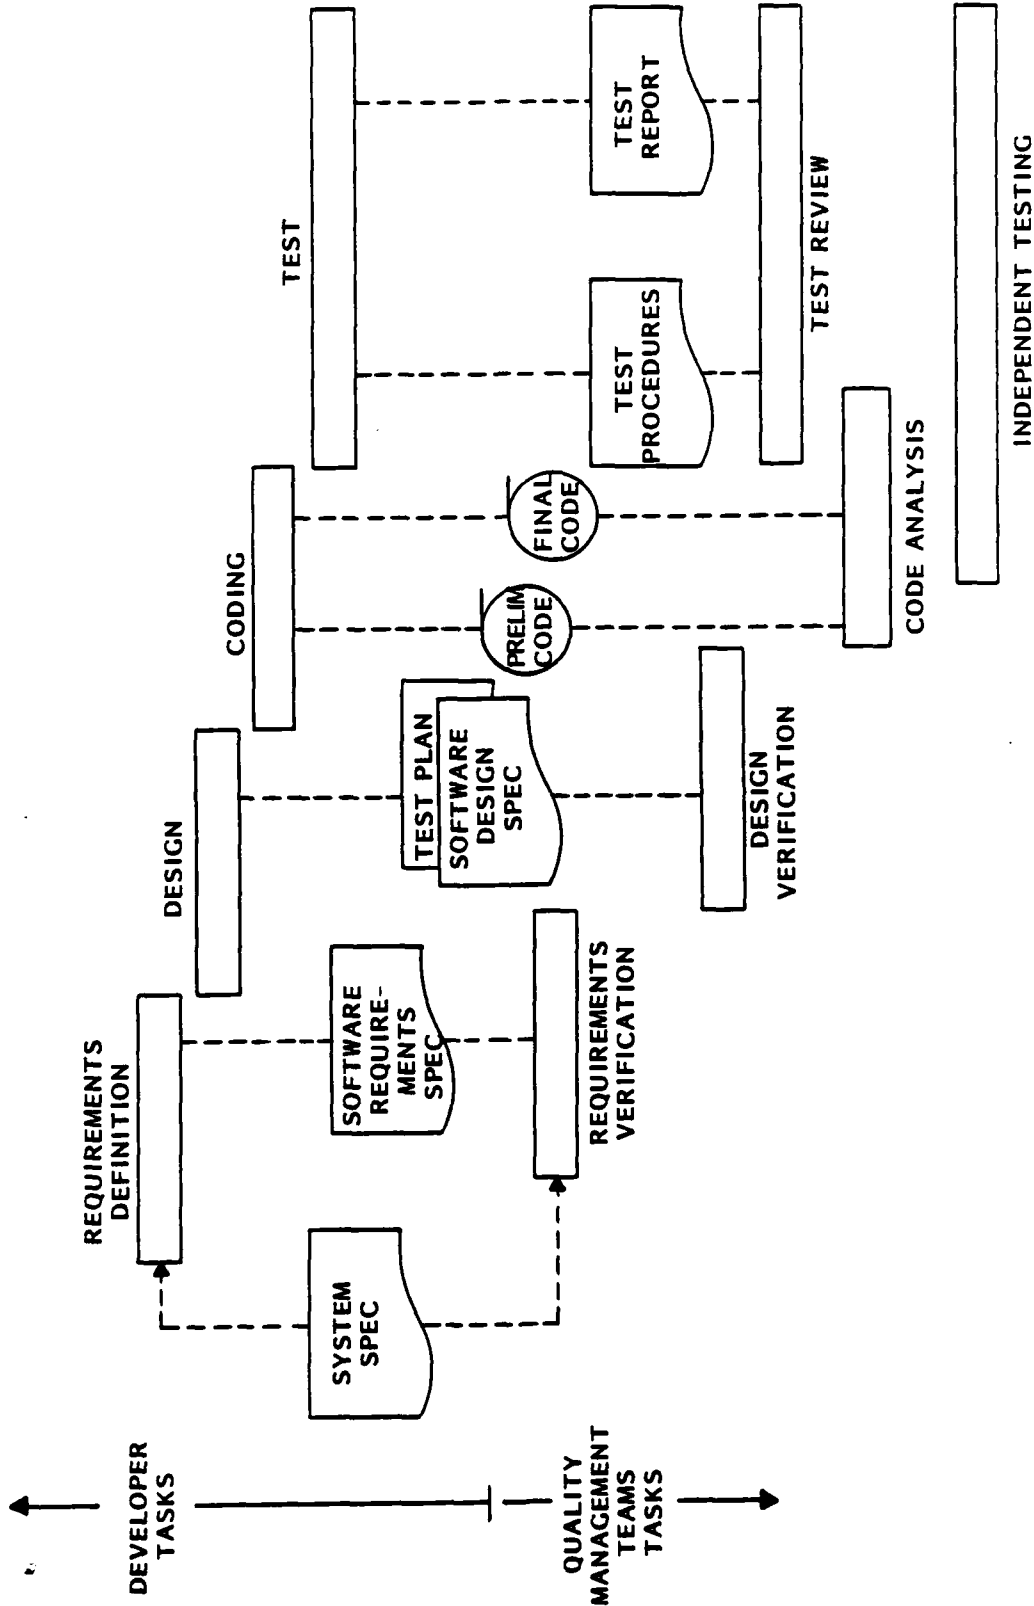 DEVELOPER
TASKS
QUALITY
MANAGEMENT
TEAMS
TASKS
SYSTEM
SPEC
REQUIREMENTS
DEFINITION
SOFTWARE
REQUIRE-
MENTS
SPEC
REQUIREMENTS
VERIFICATION
DESIGN
TEST PLAN
SOFTWARE
DESIGN
SPEC
DESIGN
VERIFICATION
CODING
PRELIM
CODE
FINAL
CODE
CODE ANALYSIS
TEST
TEST
PROCEDURES
TEST
REPORT
TEST REVIEW
INDEPENDENT TESTING